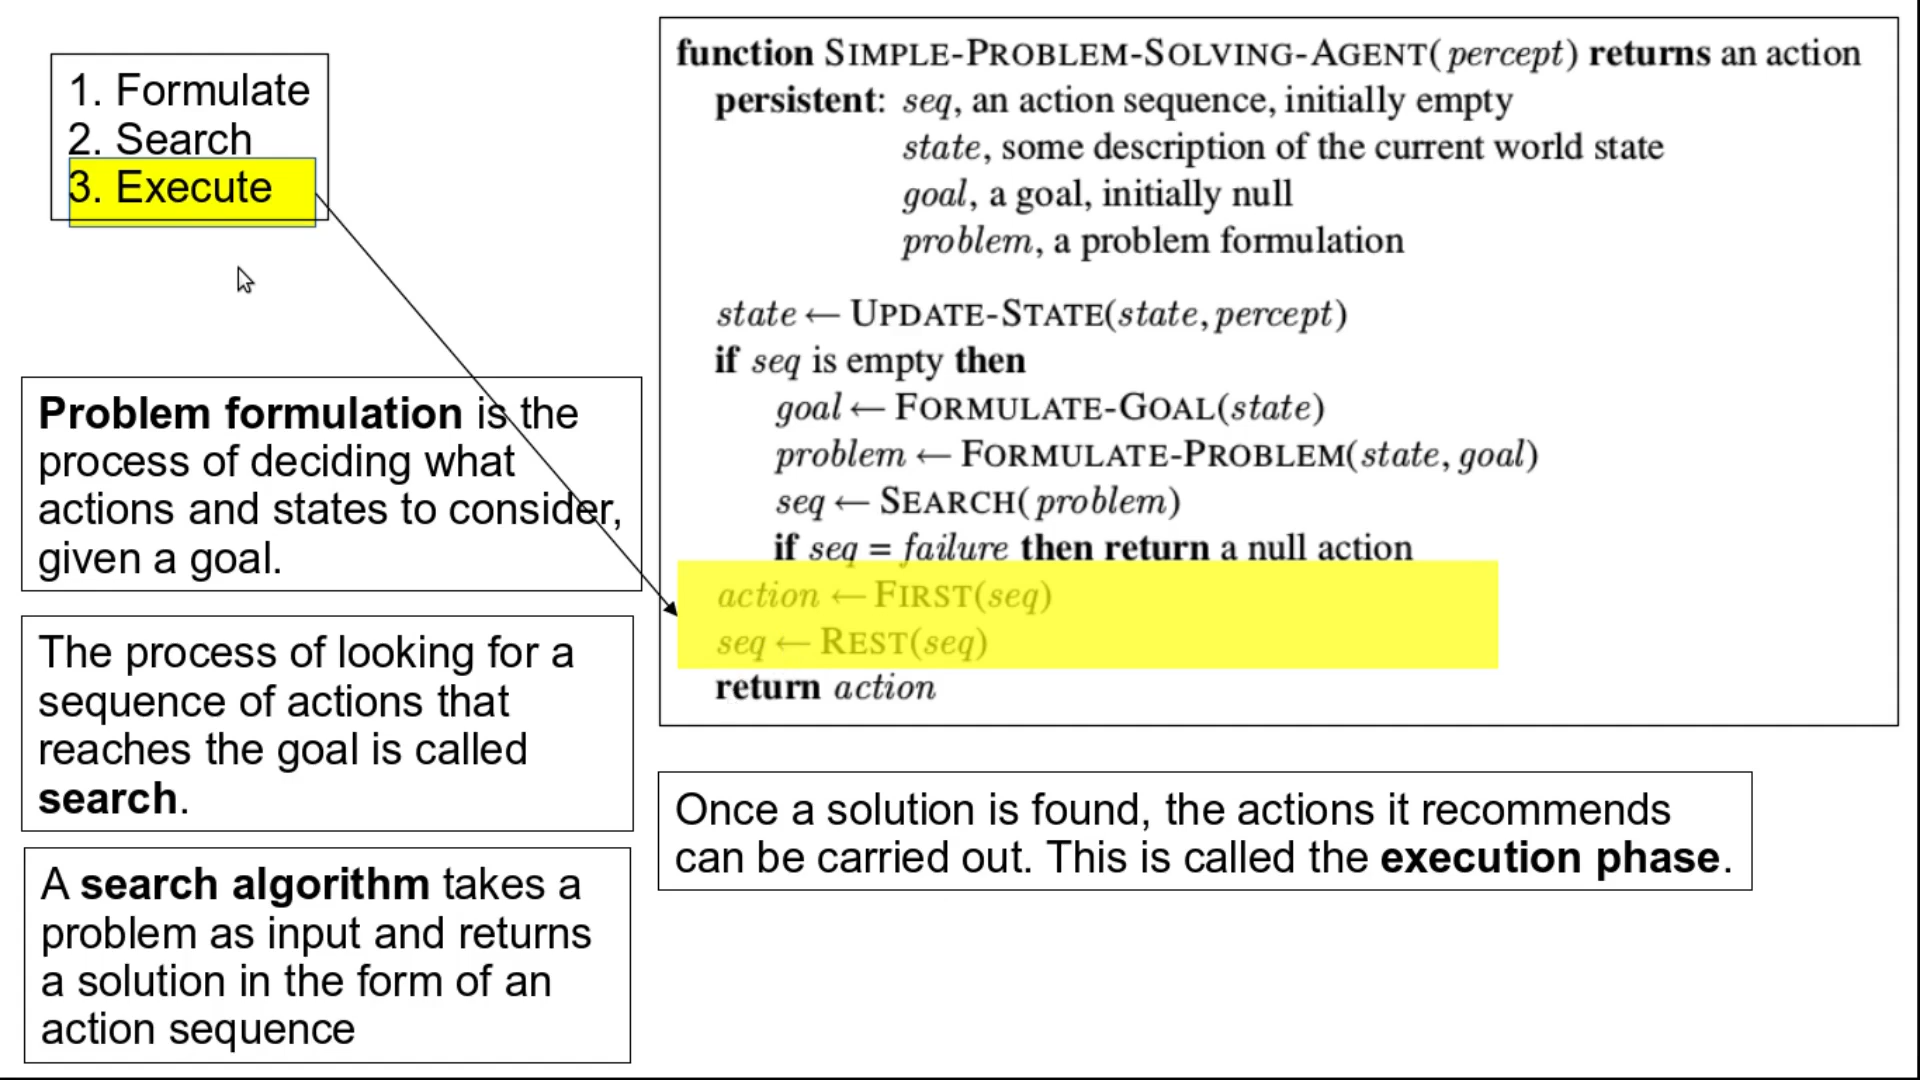 1. Formulate
2. Search
3. Execute
Problem formulation is the
process of deciding what
actions and states to consider,
given a goal.
The process of looking for a
sequence of actions that
reaches the goal is called
search.
A search algorithm takes a
problem as input and returns
a solution in the form of an
action sequence
function SIMPLE-PROBLEM-SOLVING-AGENT(percept) returns an action
persistent: seq, an action sequence, initially empty
state, some description of the current world state
goal, a goal, initially null
problem, a problem formulation
state ← UPDATE-STATE(state, percept)
if seq is empty then
goal ← FORMULATE-GOAL(state)
problem ← FORMULATE-PROBLEM(state, goal)
seq ← SEARCH(problem)
if seq = failure then return a null action
action ← FIRST(seq)
seq ← REST(seq)
return action
Once a solution is found, the actions it recommends
can be carried out. This is called the execution phase.